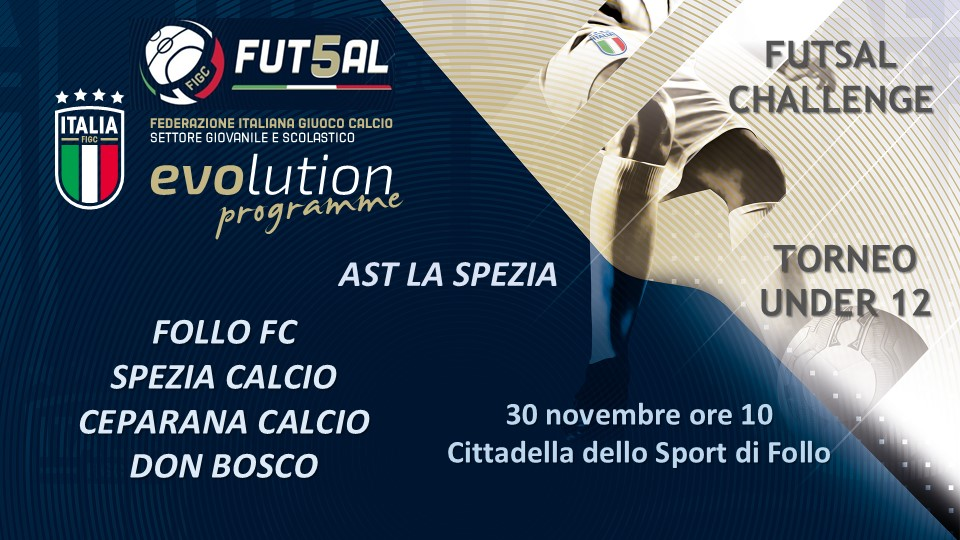 FUT5AL
FIGC
FEDERAZIONE ITALIANA GIUOCO CALCIO
SETTORE GIOVANILE E SCOLASTICO
ITALIA
FIGC
evolution
programme
ITALIA
FUTSAL
CHALLENGE
TORNEO
UNDER 12
AST LA SPEZIA
FOLLO FC
SPEZIA CALCIO
CEPARANA CALCIO
DON BOSCO
30 novembre ore 10
Cittadella dello Sport di Follo